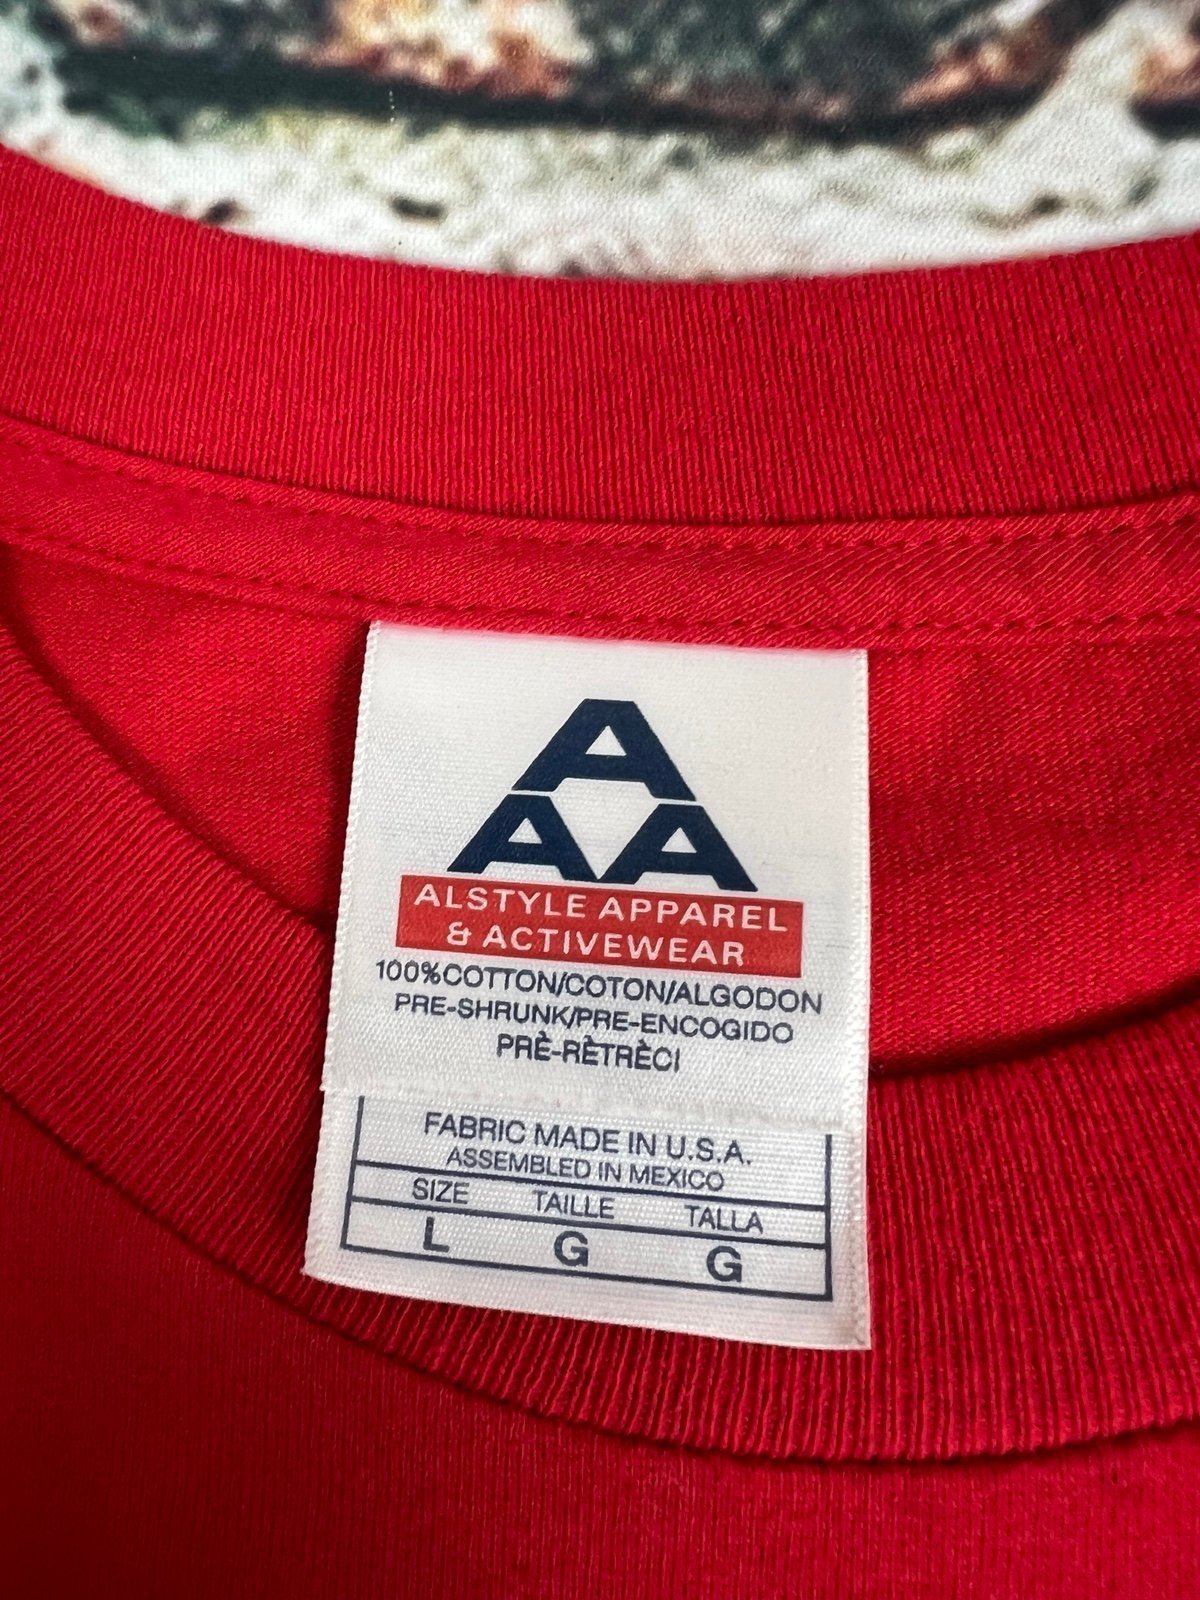 A
A A
ALSTYLE APPAREL
& ACTIVEWEAR
100%COTTON/COTON/ALGODON
PRE-SHRUNK/PRE-ENCOGIDO
PRÈ-RÈTRÈCI
FABRIC MADE IN U.S.A.
ASSEMBLED IN MEXICO
SIZE TAILLE TALLA
L G G